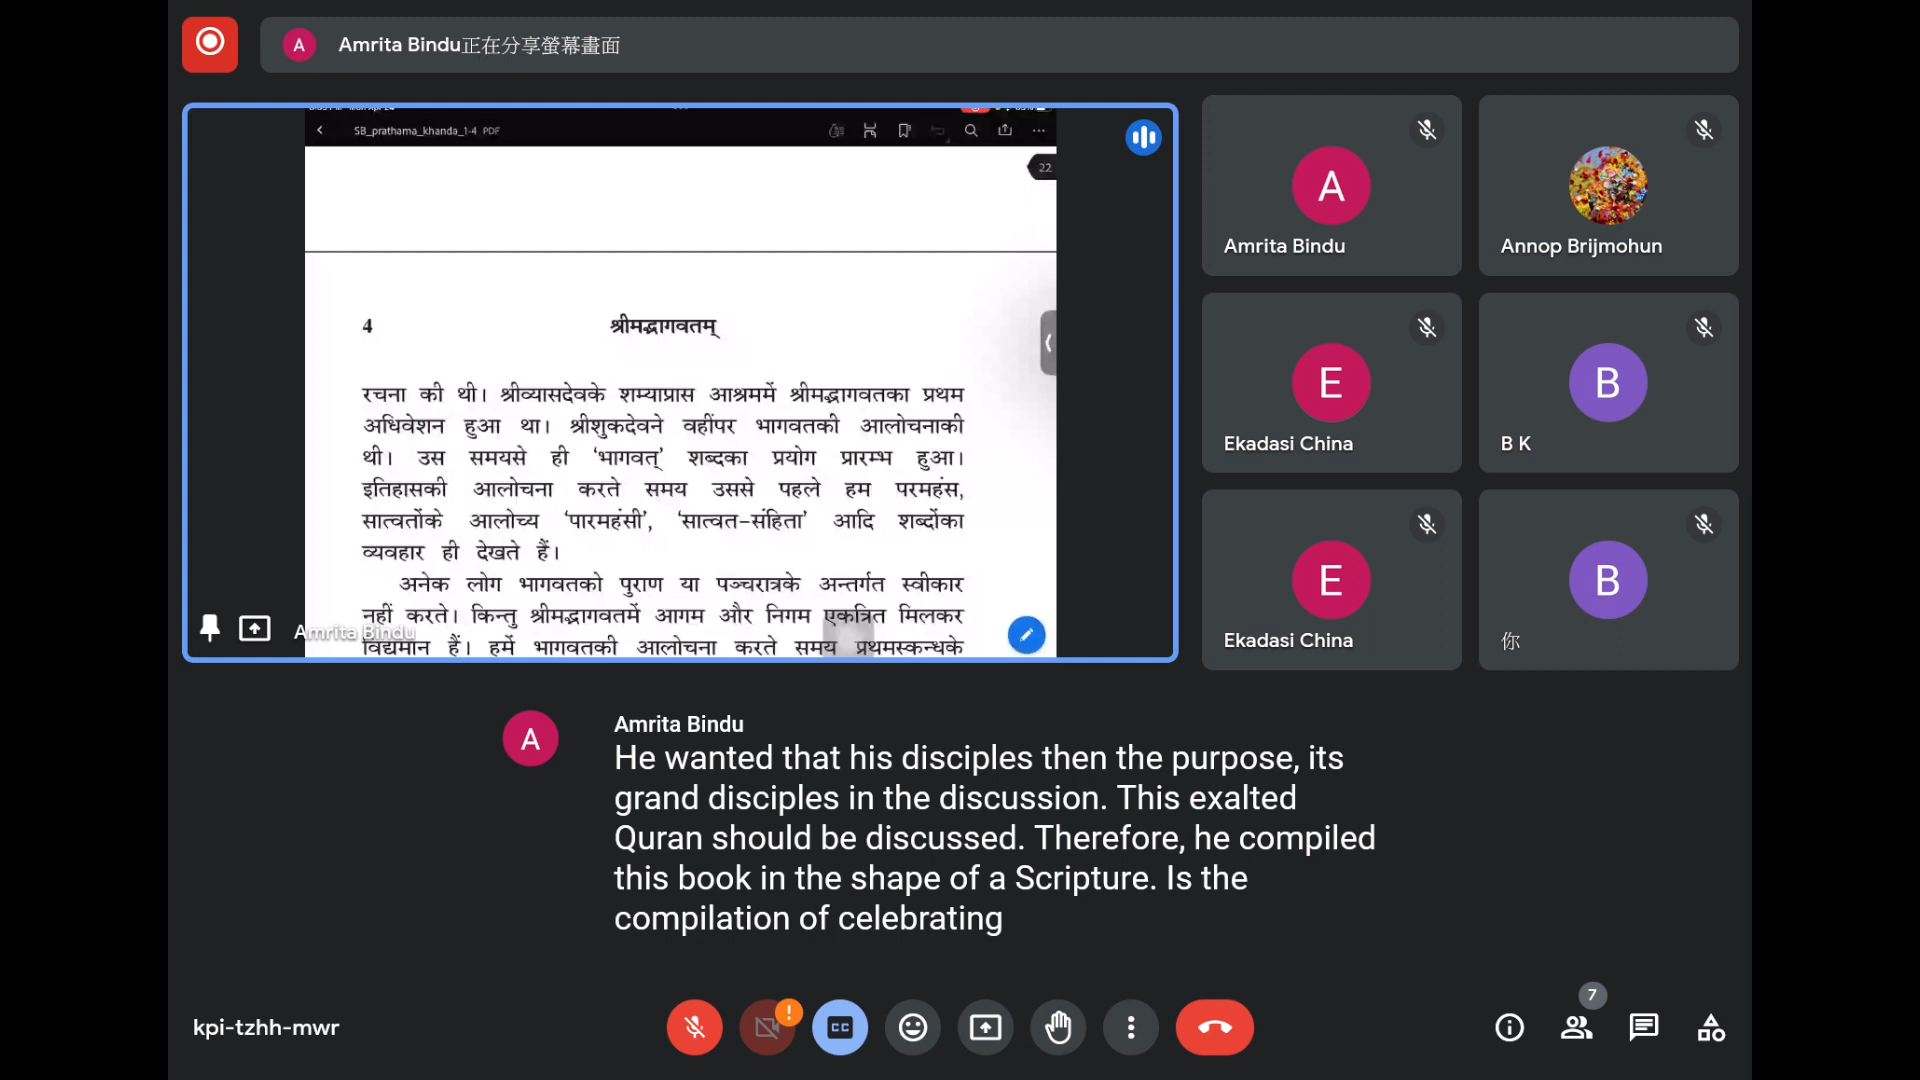 A Amrita Bindu正在分享螢幕畫面
SB_prathama_khanda_1-4 PDF
22
4 श्रीमद्भागवतम्
रचना की थी। श्रीव्यासदेवके शम्याप्रास आश्रममें श्रीमद्भागवतका प्रथम
अधिवेशन हुआ था। श्रीशुकदेवने वहींपर भागवतकी आलोचनाकी
थी। उस समयसे ही ‘भागवत्’ शब्दका प्रयोग प्रारम्भ हुआ।
इतिहासकी आलोचना करते समय उससे पहले हम परमहंस,
सात्वतोंके आलोच्य ‘पारमहंसी’, ‘सात्वत-संहिता’ आदि शब्दोंका
व्यवहार ही देखते हैं।
अनेक लोग भागवतको पुराण या पञ्चरात्रके अन्तर्गत स्वीकार
नहीं करते। किन्तु श्रीमद्भागवतमें आगम और निगम एकत्रित मिलकर
विद्यमान हैं। हमें भागवतकी आलोचना करते समय प्रथमस्कन्धके
Amrita Bindu
A
Amrita Bindu
Annop Brijmohun
E
Ekadasi China
B
B K
E
Ekadasi China
B
你
A
Amrita Bindu
He wanted that his disciples then the purpose, its
grand disciples in the discussion. This exalted
Quran should be discussed. Therefore, he compiled
this book in the shape of a Scripture. Is the
compilation of celebrating
kpi-tzhh-mwr
!
CC
7